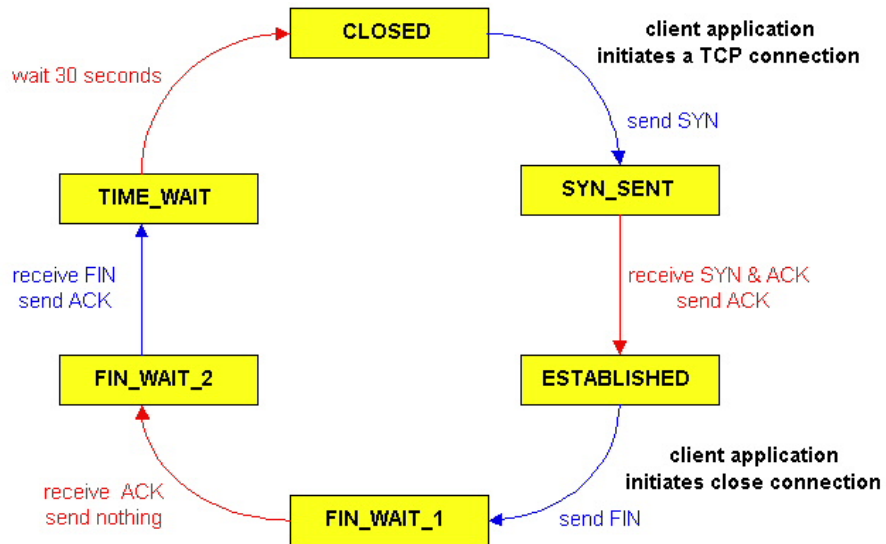 CLOSED
client application
initiates a TCP connection
wait 30 seconds
send SYN
TIME_WAIT
SYN_SENT
receive FIN
send ACK
receive SYN & ACK
send ACK
FIN_WAIT_2
ESTABLISHED
client application
initiates close connection
receive ACK
send nothing
FIN_WAIT_1
send FIN